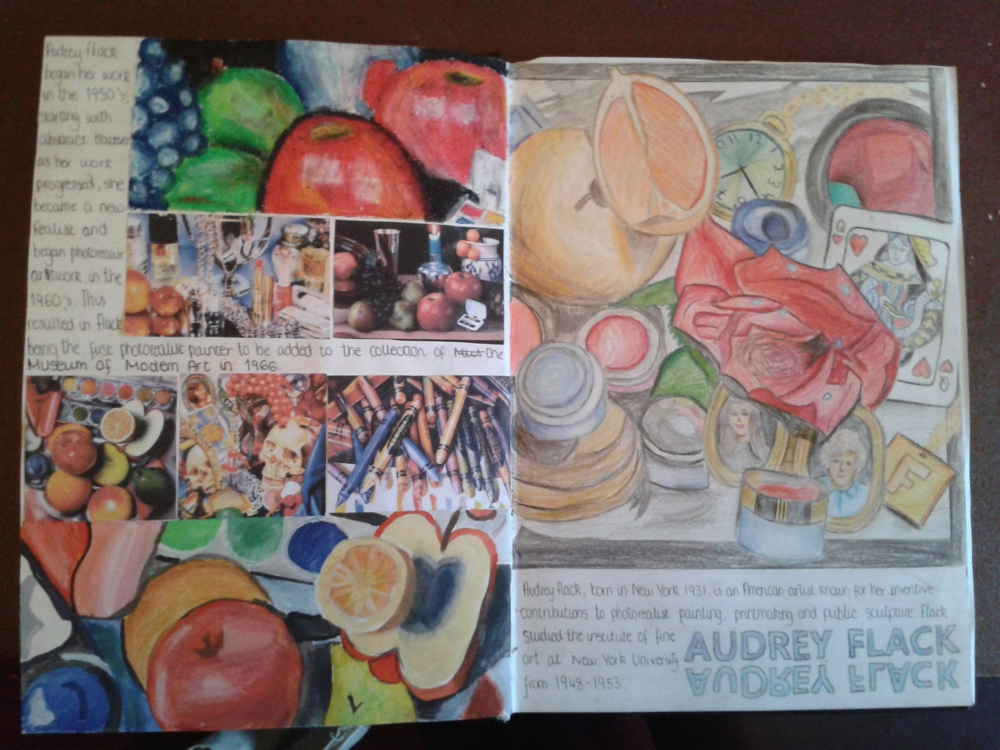 Audrey Flack
began her work
in the 1950's,
starting with
abstract. However
as her work
progressed, she
became a new
Realist and
began photorealist
artwork in the
1960's. This
resulted in Flack
being the first photorealist painter to be added to the collection of the
Museum of Modern Art in 1966.
Q
Q
F
Audrey Flack, born in New York 1931, is an American artist known for her inventive
contributions to photorealist painting, printmaking and public sculpture. Flack
studied the institute of fine
art at New York University
from 1948-1953.
AUDREY FLACK
AUDREY FLACK